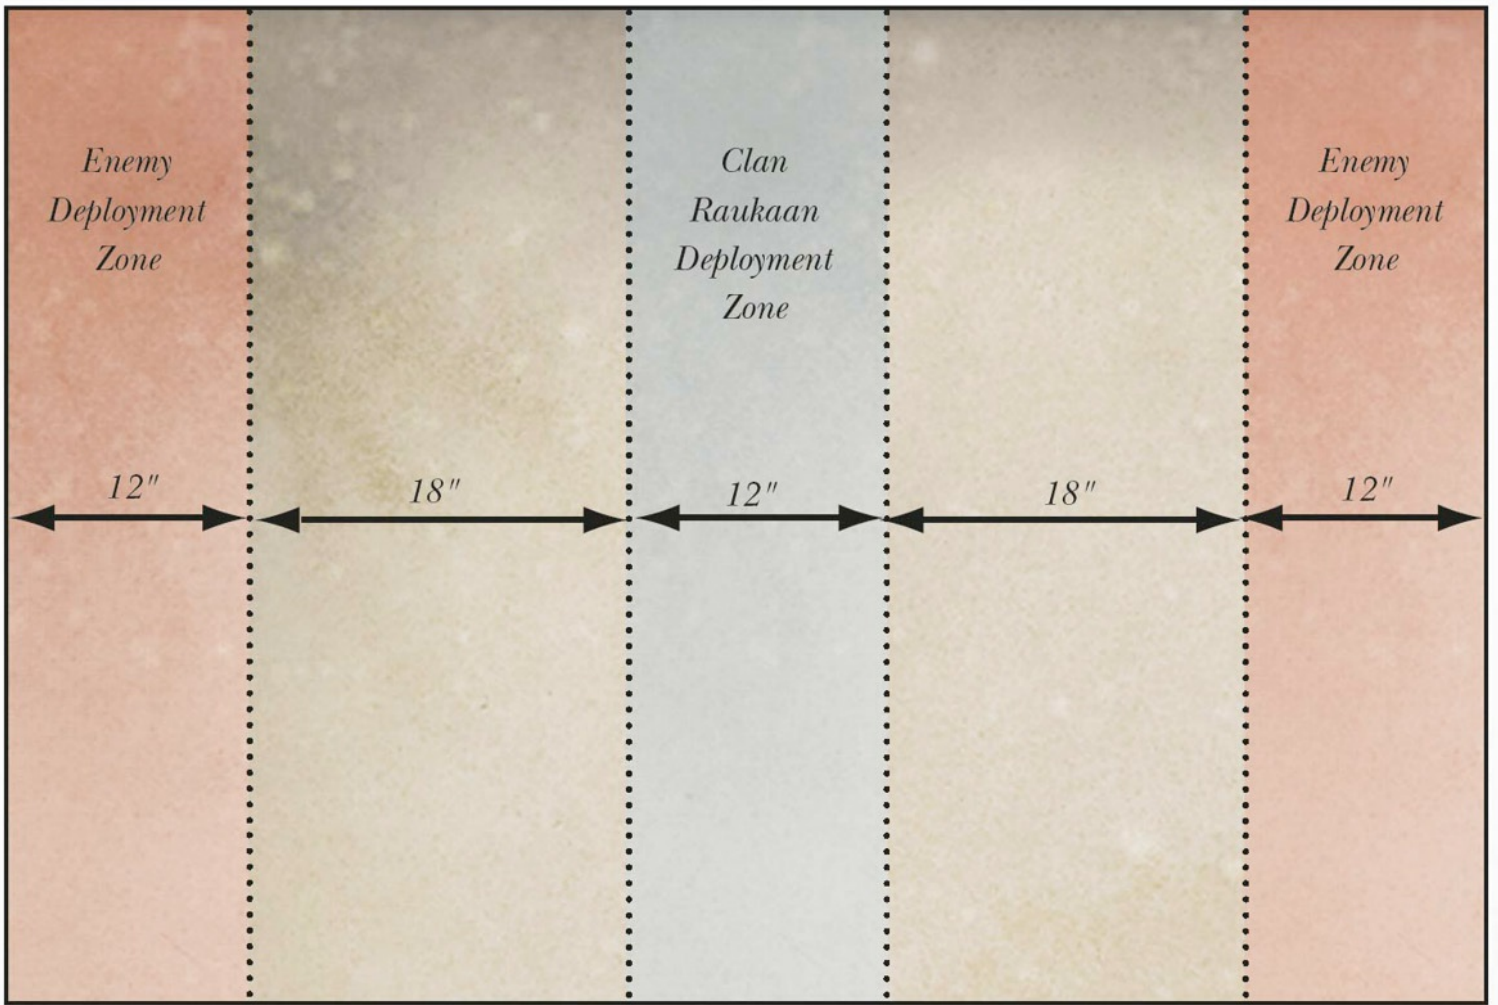 Enemy
Deployment
Zone
Clan
Raukaan
Deployment
Zone
Enemy
Deployment
Zone
12"
18"
12"
18"
12"